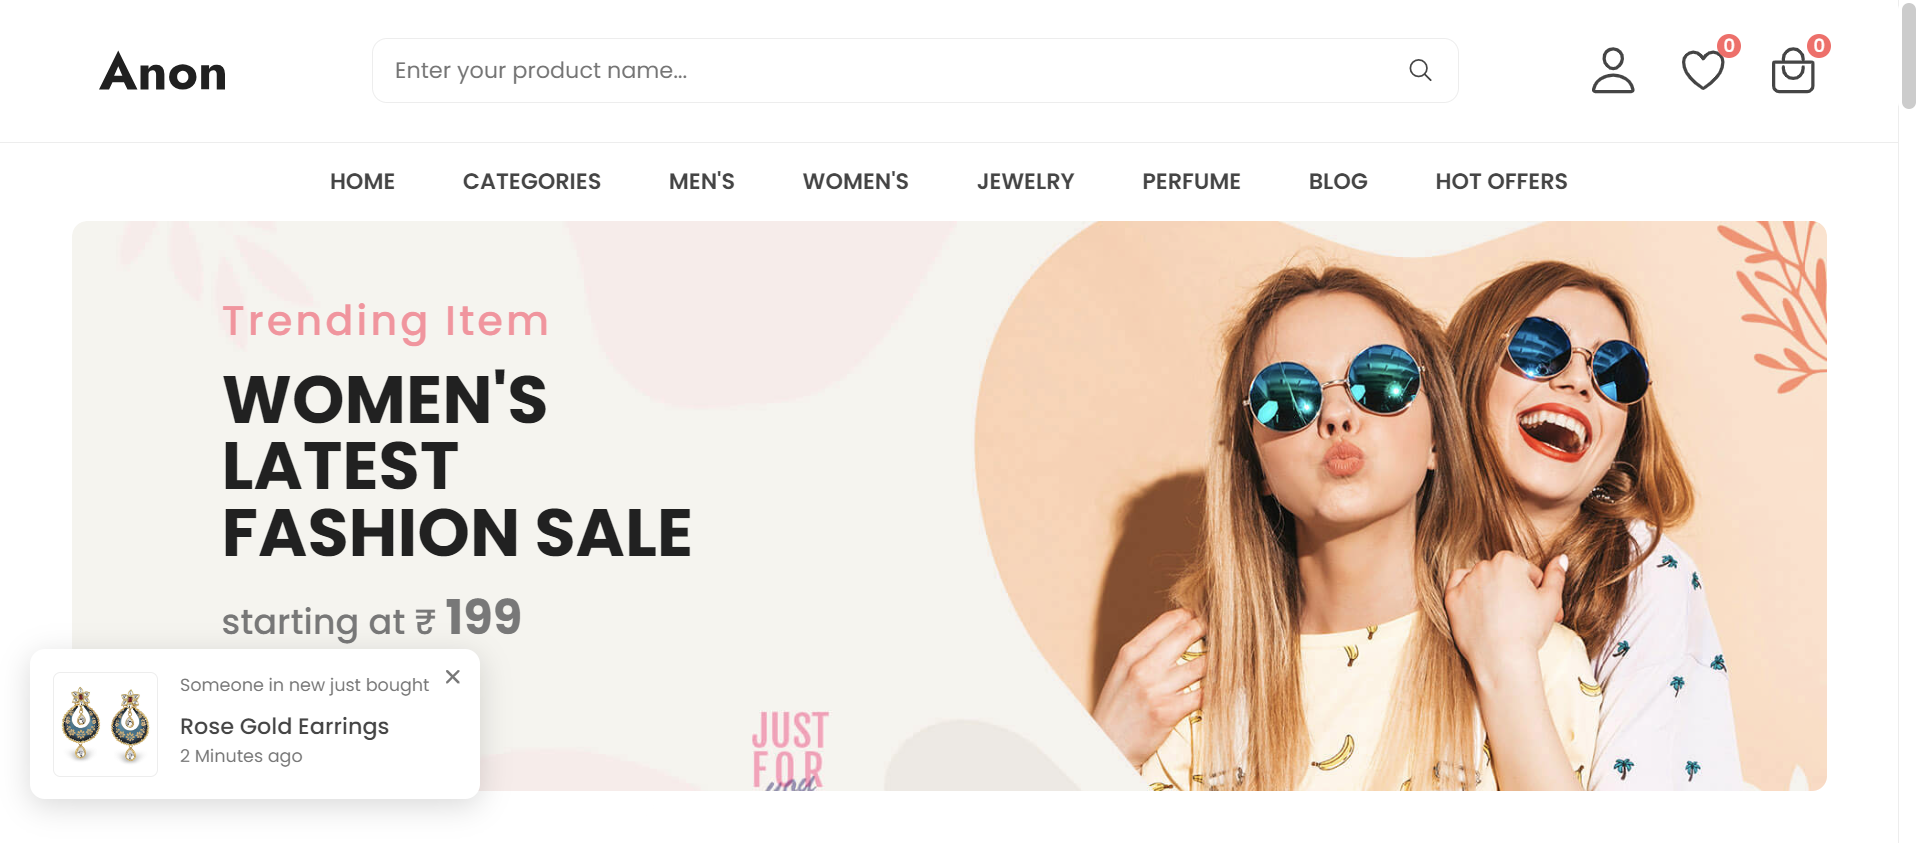 Anon
Enter your product name...
0
0
HOME CATEGORIES MEN'S WOMEN'S JEWELRY PERFUME BLOG HOT OFFERS
Trending Item
WOMEN'S
LATEST
FASHION SALE
starting at ₹ 199
JUST
FOR
you
Someone in new just bought
Rose Gold Earrings
2 Minutes ago